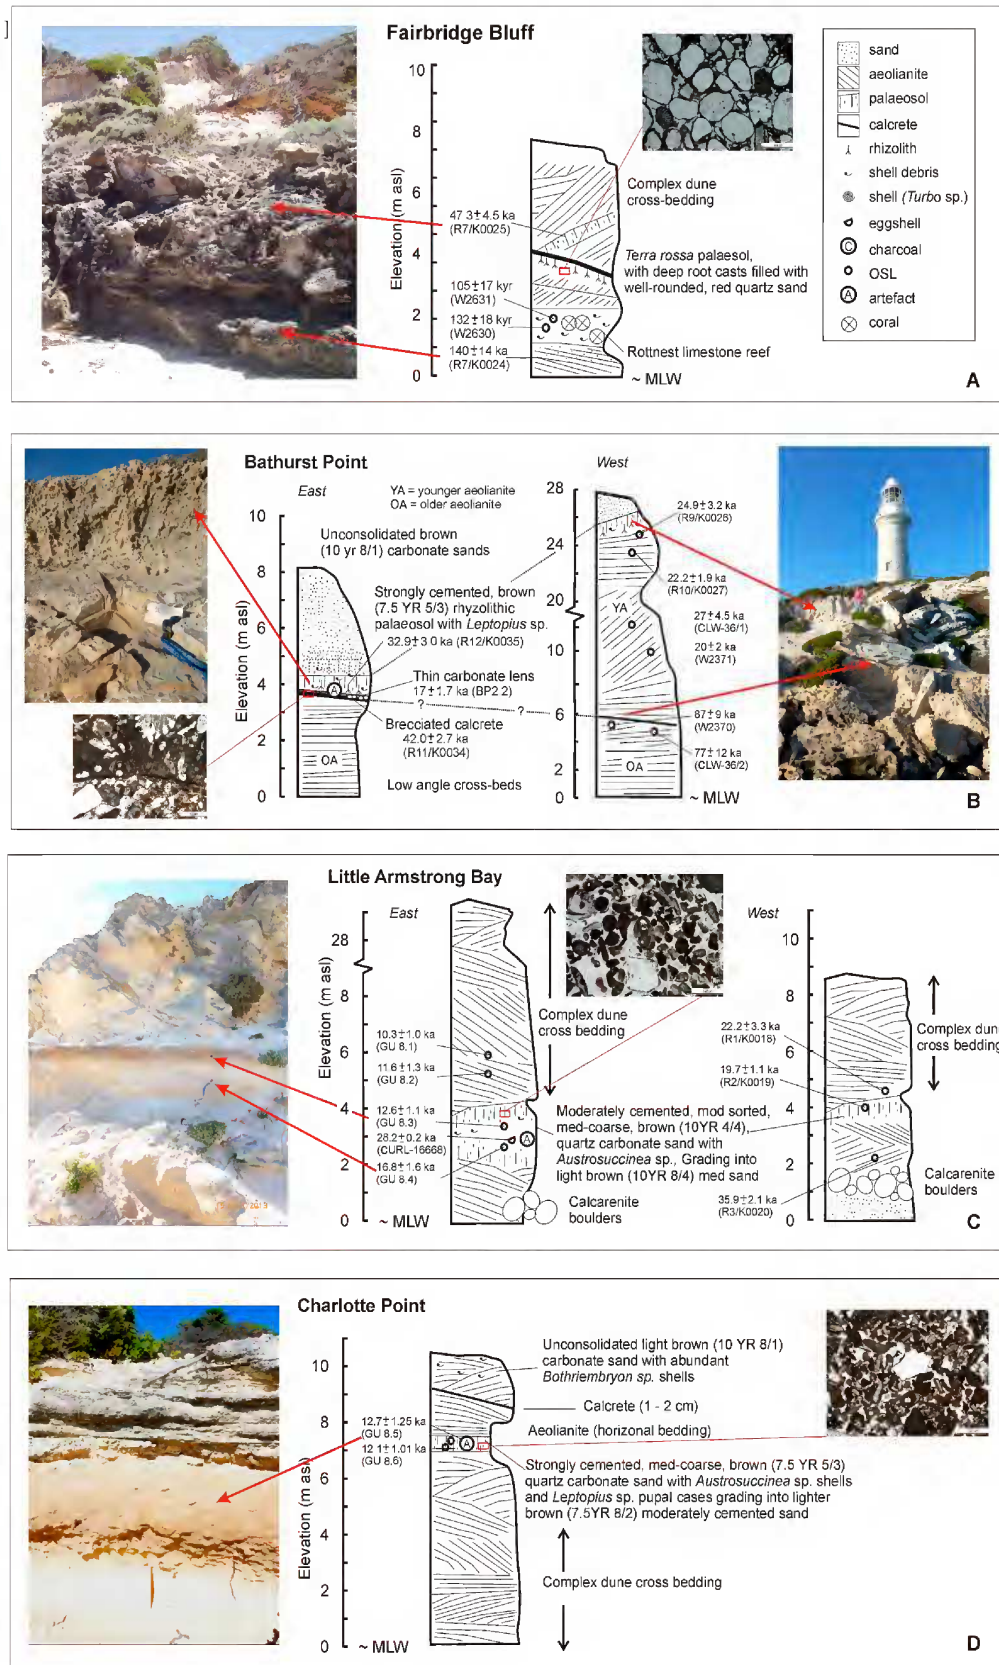 ]
Fairbridge Bluff
Elevation (m asl)
10
8
6
4
2
0
47.3±4.5 ka
(R7/K0025)
105±17 kyr
(W2631)
132±18 kyr
(W2630)
140±14 ka
(R7/K0024)
Complex dune
cross-bedding
Terra rossa palaeosol,
with deep root casts filled with
well-rounded, red quartz sand
Rottnest limestone reef
~ MLW
sand
aeolianite
palaeosol
calcrete
rhizolith
shell debris
shell (Turbo sp.)
eggshell
C charcoal
OSL
A artefact
coral
A
Bathurst Point
East
YA = younger aeolianite
OA = older aeolianite
Elevation (m asl)
10
8
6
4
2
0
Unconsolidated brown
(10 yr 8/1) carbonate sands
Strongly cemented, brown
(7.5 YR 5/3) rhyzolithic
palaeosol with Leptopius sp.
32.9±3.0 ka (R12/K0035)
Thin carbonate lens
17±1.7 ka (BP2 2)
A
?
?
Brecciated calcrete
42.0±2.7 ka
(R11/K0034)
OA
Low angle cross-beds
West
28
24
20
10
6
2
0
YA
OA
24.9±3.2 ka
(R9/K0026)
22.2±1.9 ka
(R10/K0027)
27±4.5 ka
(CLW-36/1)
20±2 ka
(W2371)
87±9 ka
(W2370)
77±12 ka
(CLW-36/2)
~ MLW
B
Little Armstrong Bay
East
Elevation (m asl)
28
6
4
2
0
~ MLW
10.3±1.0 ka
(GU 8.1)
11.6±1.3 ka
(GU 8.2)
12.6±1.1 ka
(GU 8.3)
28.2±0.2 ka
(CURL-16668)
16.8±1.6 ka
(GU 8.4)
A
Complex dune
cross bedding
Moderately cemented, mod sorted,
med-coarse, brown (10YR 4/4),
quartz carbonate sand with
Austrosuccinea sp., Grading into
light brown (10YR 8/4) med sand
Calcarenite
boulders
West
10
8
6
4
2
0
22.2±3.3 ka
(R1/K0018)
19.7±1.1 ka
(R2/K0019)
35.9±2.1 ka
(R3/K0020)
Complex dune
cross bedding
Calcarenite
boulders
C
Charlotte Point
Elevation (m asl)
10
8
6
4
2
0
~ MLW
12.7±1.25 ka
(GU 8.5)
12.1±1.01 ka
(GU 8.6)
A
Unconsolidated light brown (10 YR 8/1)
carbonate sand with abundant
Bothriembryon sp. shells
Calcrete (1 - 2 cm)
Aeolianite (horizonal bedding)
Strongly cemented, med-coarse, brown (7.5 YR 5/3)
quartz carbonate sand with Austrosuccinea sp. shells
and Leptopius sp. pupal cases grading into lighter
brown (7.5YR 8/2) moderately cemented sand
Complex dune cross bedding
D